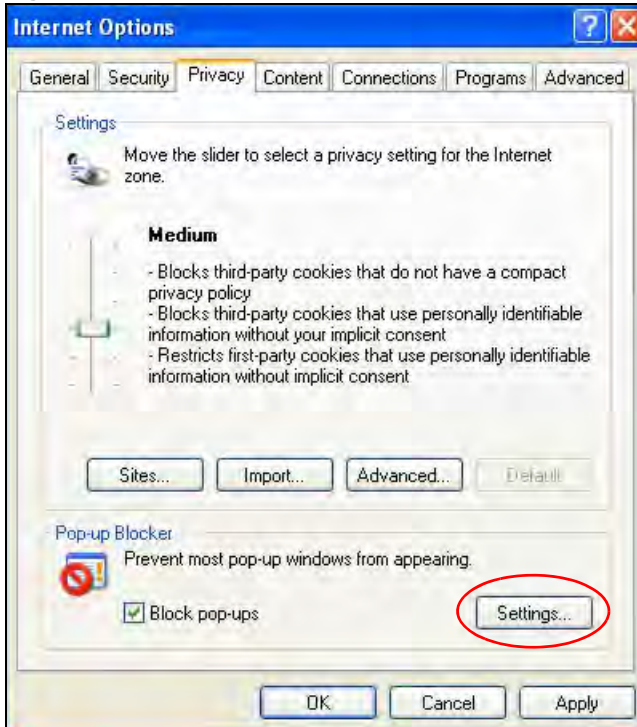 Internet Options
General Security Privacy Content Connections Programs Advanced
Settings
Move the slider to select a privacy setting for the Internet
zone.
Medium
- Blocks third-party cookies that do not have a compact
privacy policy
- Blocks third-party cookies that use personally identifiable
information without your implicit consent
- Restricts first-party cookies that use personally identifiable
information without implicit consent
Sites... Import... Advanced... Default
Pop-up Blocker
Prevent most pop-up windows from appearing.
Block pop-ups Settings...
OK Cancel Apply